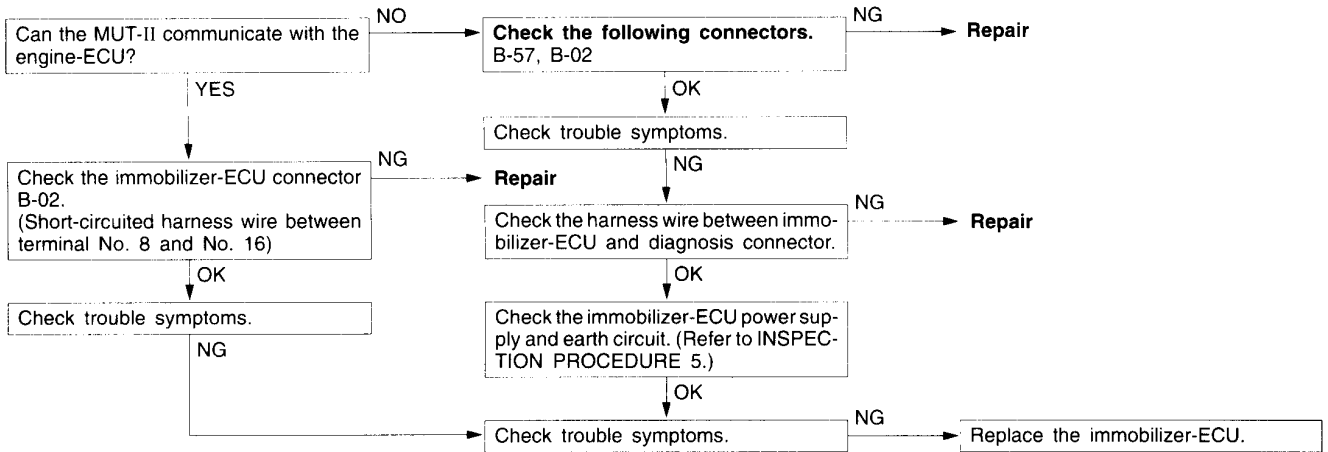 Can the MUT-II communicate with the
engine-ECU?
NO
Check the following connectors.
B-57, B-02
NG
Repair
YES
OK
Check trouble symptoms.
NG
Check the immobilizer-ECU connector
B-02.
(Short-circuited harness wire between
terminal No. 8 and No. 16)
NG
Repair
Check the harness wire between immo-
bilizer-ECU and diagnosis connector.
NG
Repair
OK
OK
Check trouble symptoms.
NG
Check the immobilizer-ECU power sup-
ply and earth circuit. (Refer to INSPEC-
TION PROCEDURE 5.)
OK
Check trouble symptoms.
NG
Replace the immobilizer-ECU.